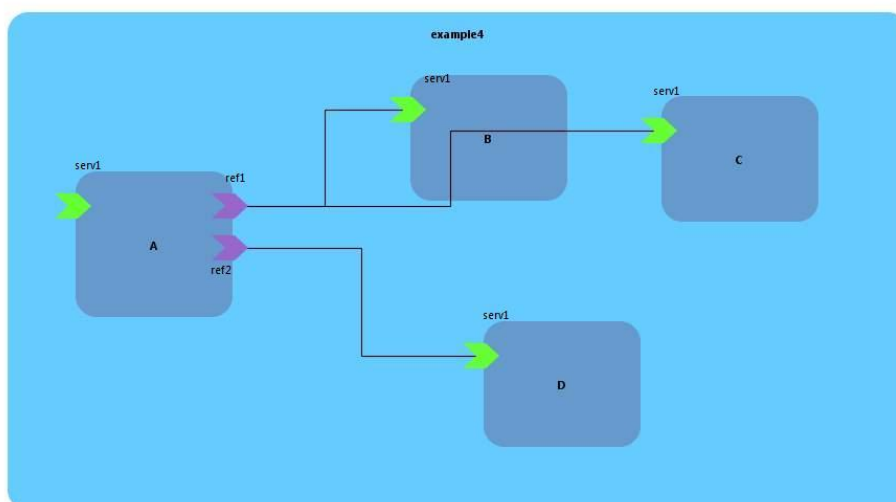 example4
serv1
B
serv1
C
serv1
ref1
A
ref2
serv1
D